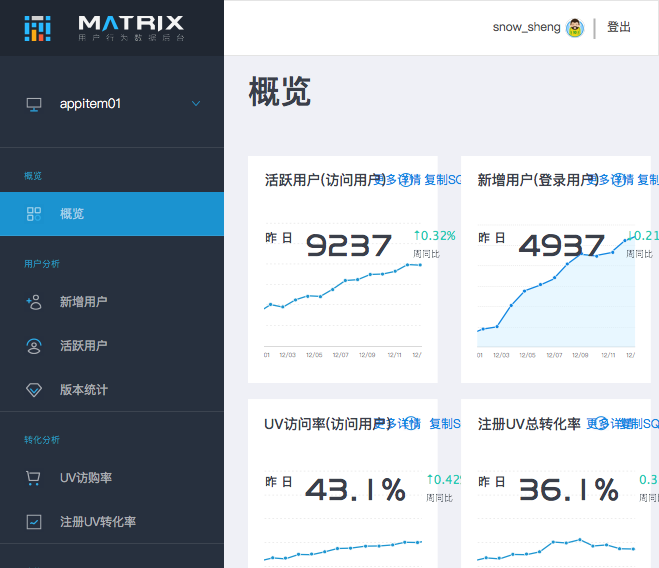 MATRIX
用户行为数据后台
snow_sheng
登出
appitem01
概览
概览
用户分析
新增用户
活跃用户
版本统计
转化分析
UV访购率
注册UV转化率
概览
活跃用户(访问用户)
更多详情
复制SQ
昨日
9237
↑0.32%
周同比
01 12/03 12/05 12/07 12/09 12/11 12/
新增用户(登录用户)
更多详情
复制
昨日
4937
↓0.21
周同比
01 12/03 12/05 12/07 12/09 12/11 12/
UV访问率(访问用户)
更多详情
复制S
昨日
43.1%
↑0.42
周同比
注册UV总转化率
更多详情
复制S
昨日
36.1%
0.3
周同比